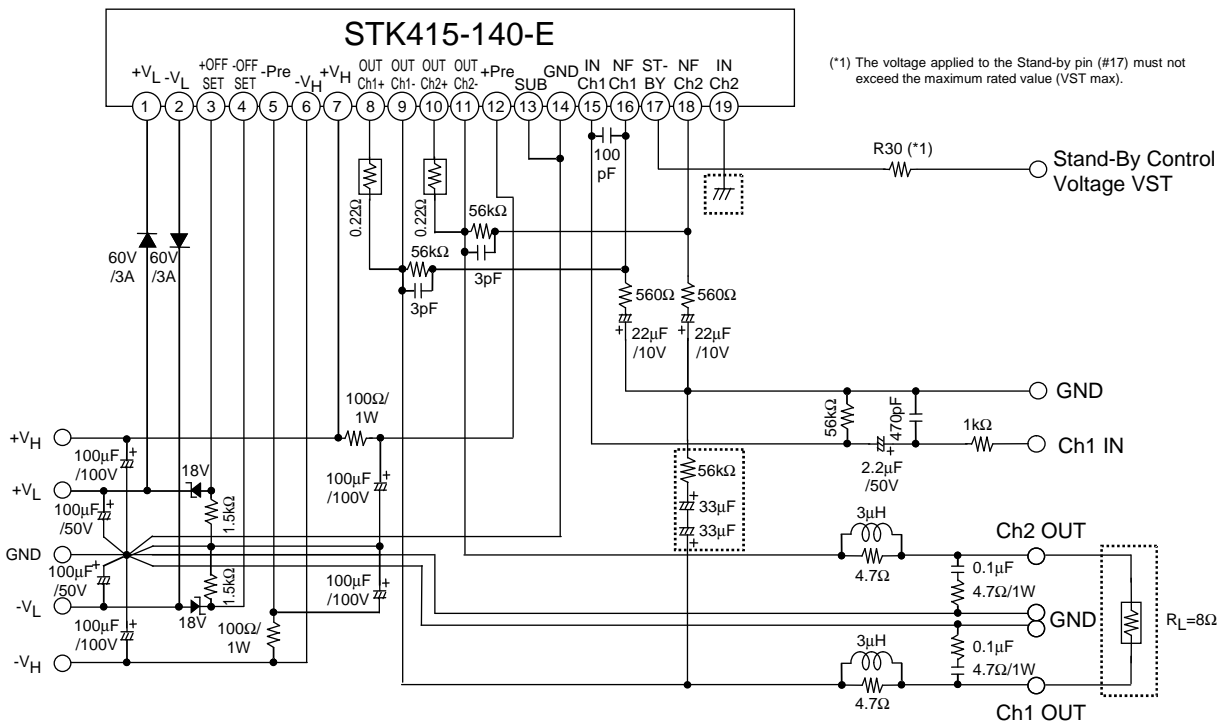 STK415-140-E
+VL
-VL
+OFF
SET
-OFF
SET
-Pre
-VH
+VH
OUT
Ch1+
OUT
Ch1-
OUT
Ch2+
OUT
Ch2-
+Pre
SUB
GND
IN
Ch1
NF
Ch1
ST-
BY
NF
Ch2
IN
Ch2
1 2 3 4 5 6 7 8 9 10 11 12 13 14 15 16 17 18 19
(*1) The voltage applied to the Stand-by pin (#17) must not
exceed the maximum rated value (VST max).
100
pF
R30 (*1)
Stand-By Control
Voltage VST
0.22Ω
0.22Ω
56kΩ
3pF
56kΩ
3pF
60V
/3A
60V
/3A
560Ω
560Ω
+
22µF
/10V
+
22µF
/10V
GND
56kΩ
470pF
1kΩ
Ch1 IN
+
2.2µF
/50V
100Ω/
1W
+VH
100µF
/100V
+
18V
100µF
/100V
+
+VL
100µF
/50V
+
1.5kΩ
56kΩ
+
33µF
+
33µF
3µH
4.7Ω
Ch2 OUT
GND
100µF
/50V
+
1.5kΩ
100µF
/100V
+
0.1µF
4.7Ω/1W
GND
RL=8Ω
-VL
18V
100µF
/100V
+
100Ω/
1W
3µH
4.7Ω
0.1µF
4.7Ω/1W
-VH
Ch1 OUT